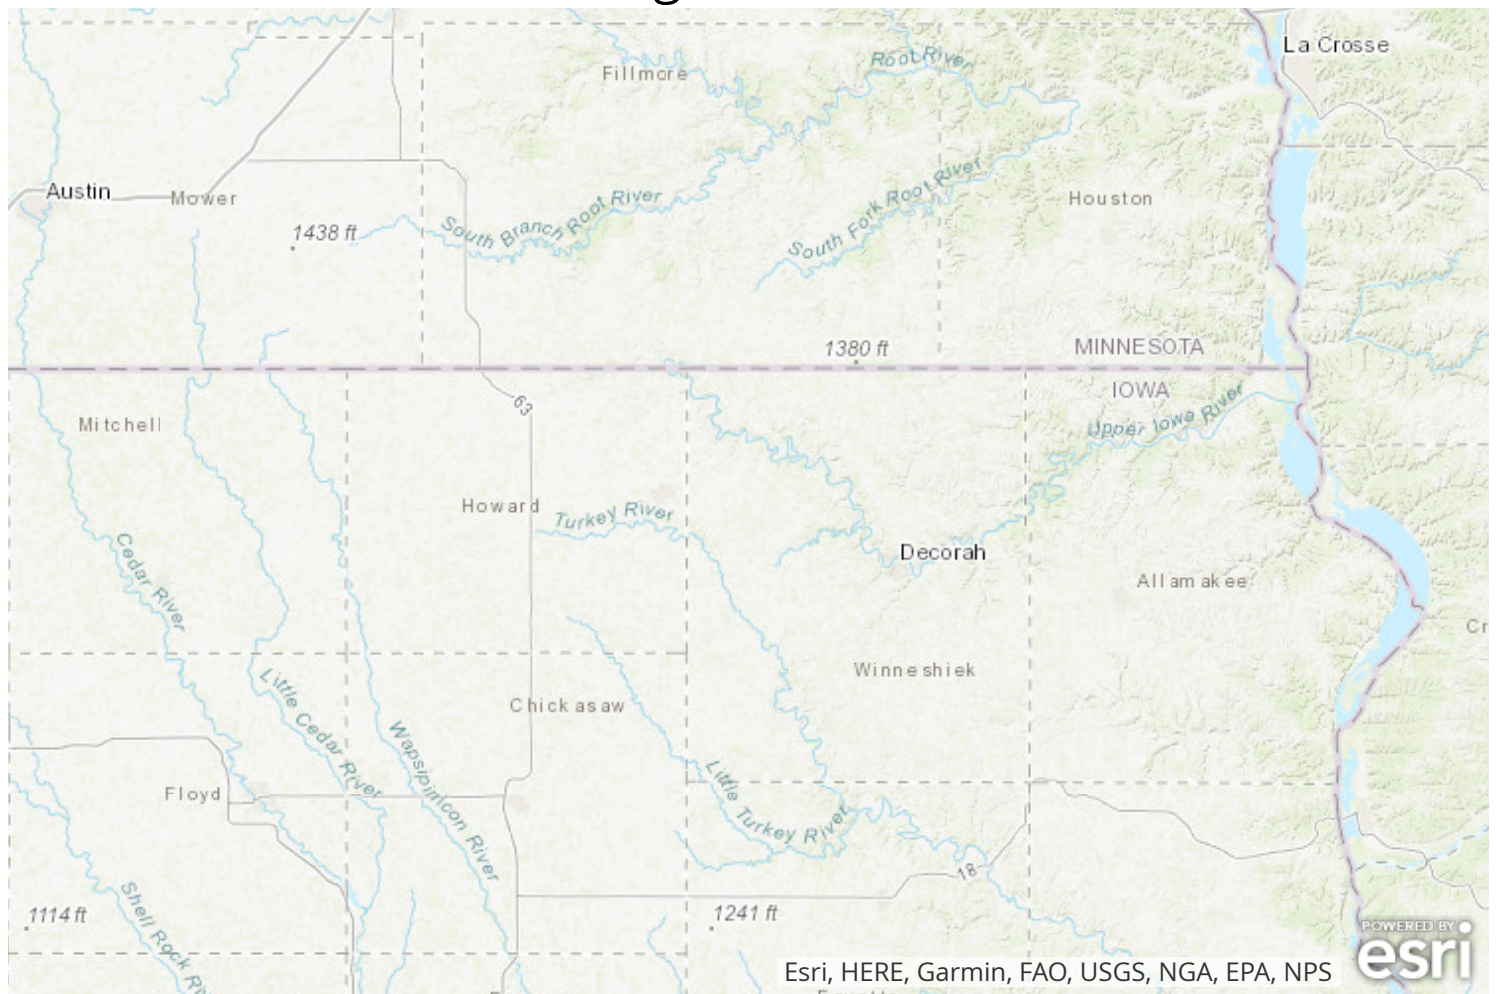 La Crosse
Root River
Fillmore
Austin
Mower
South Branch Root River
South Fork Root River
Houston
1438 ft
1380 ft
MINNESOTA
IOWA
63
Upper Iowa River
Mitchell
Howard
Turkey River
Cedar River
Decorah
Allamakee
Cr
Winneshiek
Little Cedar River
Chickasaw
Wapsipinicon River
Little Turkey River
Floyd
18
Shell Rock Riv
1114 ft
1241 ft
POWERED BY
esri
Esri, HERE, Garmin, FAO, USGS, NGA, EPA, NPS